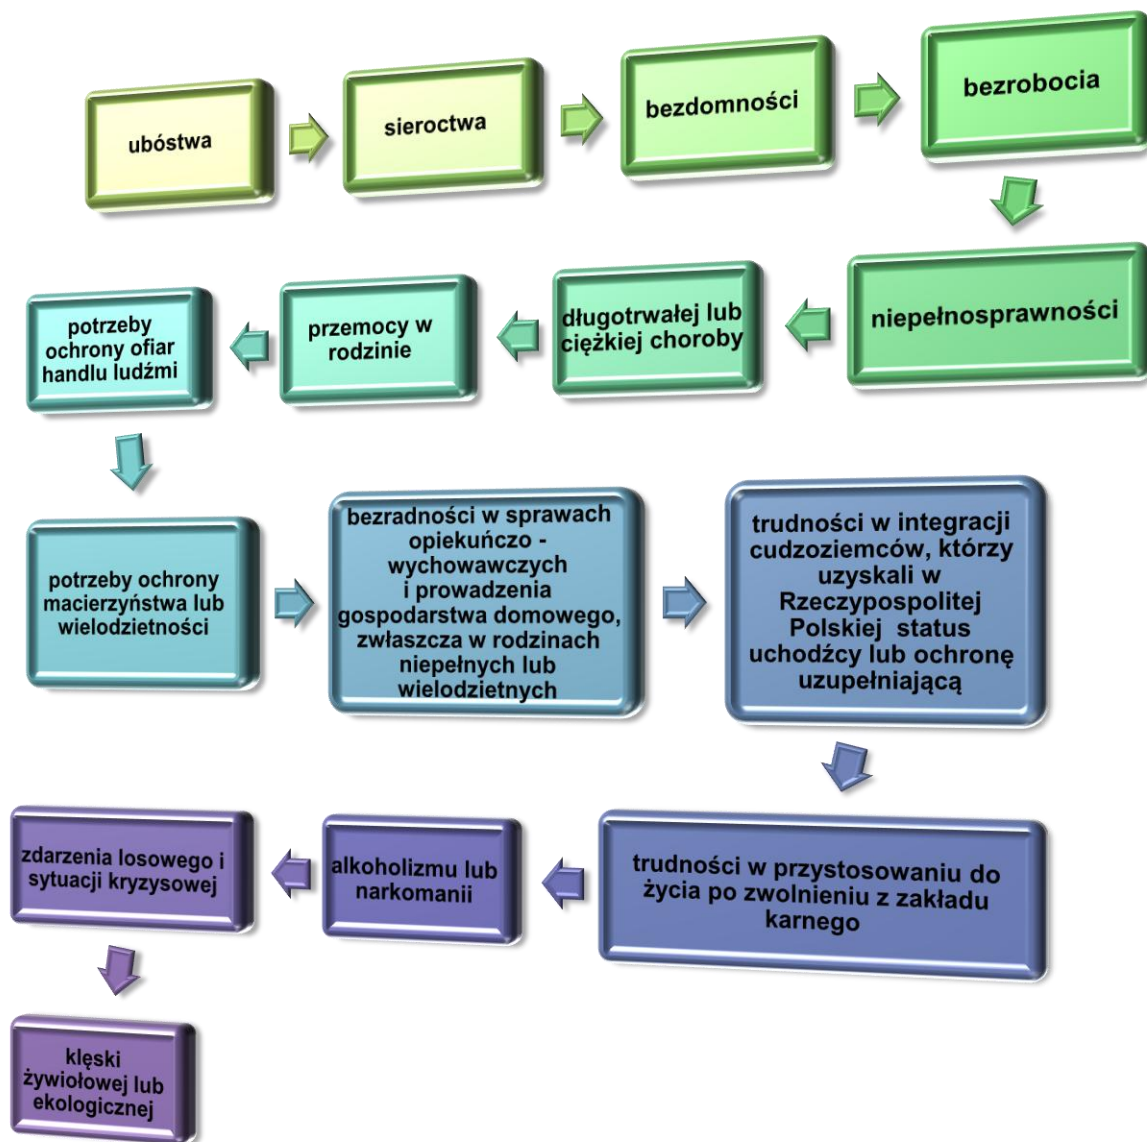 ubóstwa
sieroctwa
bezdomności
bezrobocia
niepełnosprawności
długotrwałej lub
ciężkiej choroby
przemocy w
rodzinie
potrzeby
ochrony ofiar
handlu ludźmi
potrzeby ochrony
macierzyństwa lub
wielodzietności
bezradności w sprawach
opiekuńczo -
wychowawczych
i prowadzenia
gospodarstwa domowego,
zwłaszcza w rodzinach
niepełnych lub
wielodzietnych
trudności w integracji
cudzoziemców, którzy
uzyskali w
Rzeczypospolitej
Polskiej status
uchodźcy lub ochronę
uzupełniającą
trudności w przystosowaniu do
życia po zwolnieniu z zakładu
karnego
alkoholizmu lub
narkomanii
zdarzenia losowego i
sytuacji kryzysowej
klęski
żywiołowej lub
ekologicznej